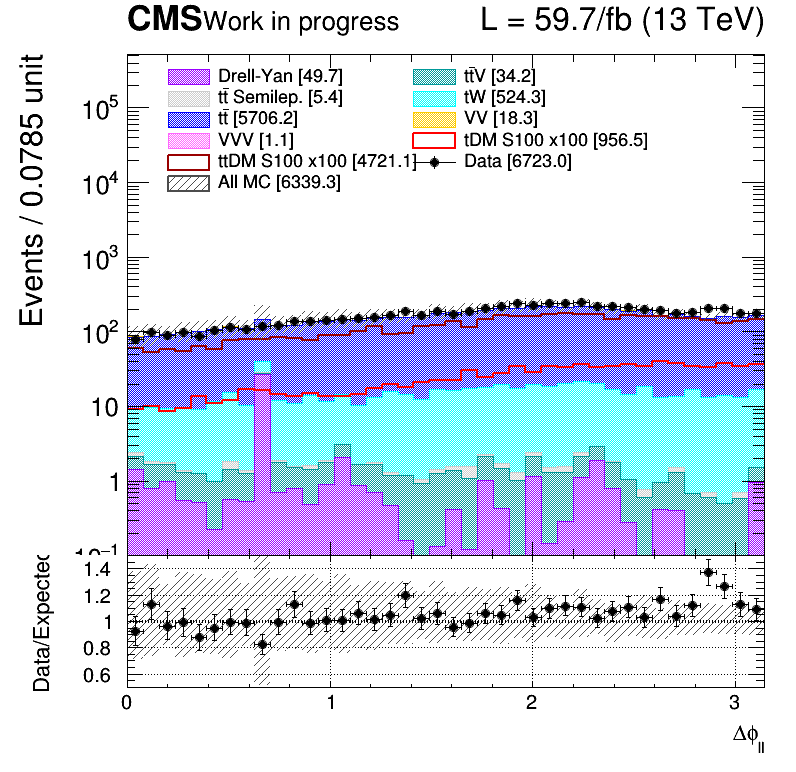 CMS Work in progress L = 59.7/fb (13 TeV)
Drell-Yan [49.7] tt̄V [34.2]
tt̄ Semilep. [5.4] tW [524.3]
tt̄ [5706.2] VV [18.3]
VVV [1.1] tDM S100 x100 [956.5]
ttDM S100 x100 [4721.1] Data [6723.0]
All MC [6339.3]
Events / 0.0785 unit
10⁵
10⁴
10³
10²
10
1
10⁻¹
Data/Expected
1.4
1.2
1
0.8
0.6
0 1 2 3
Δϕ_ll